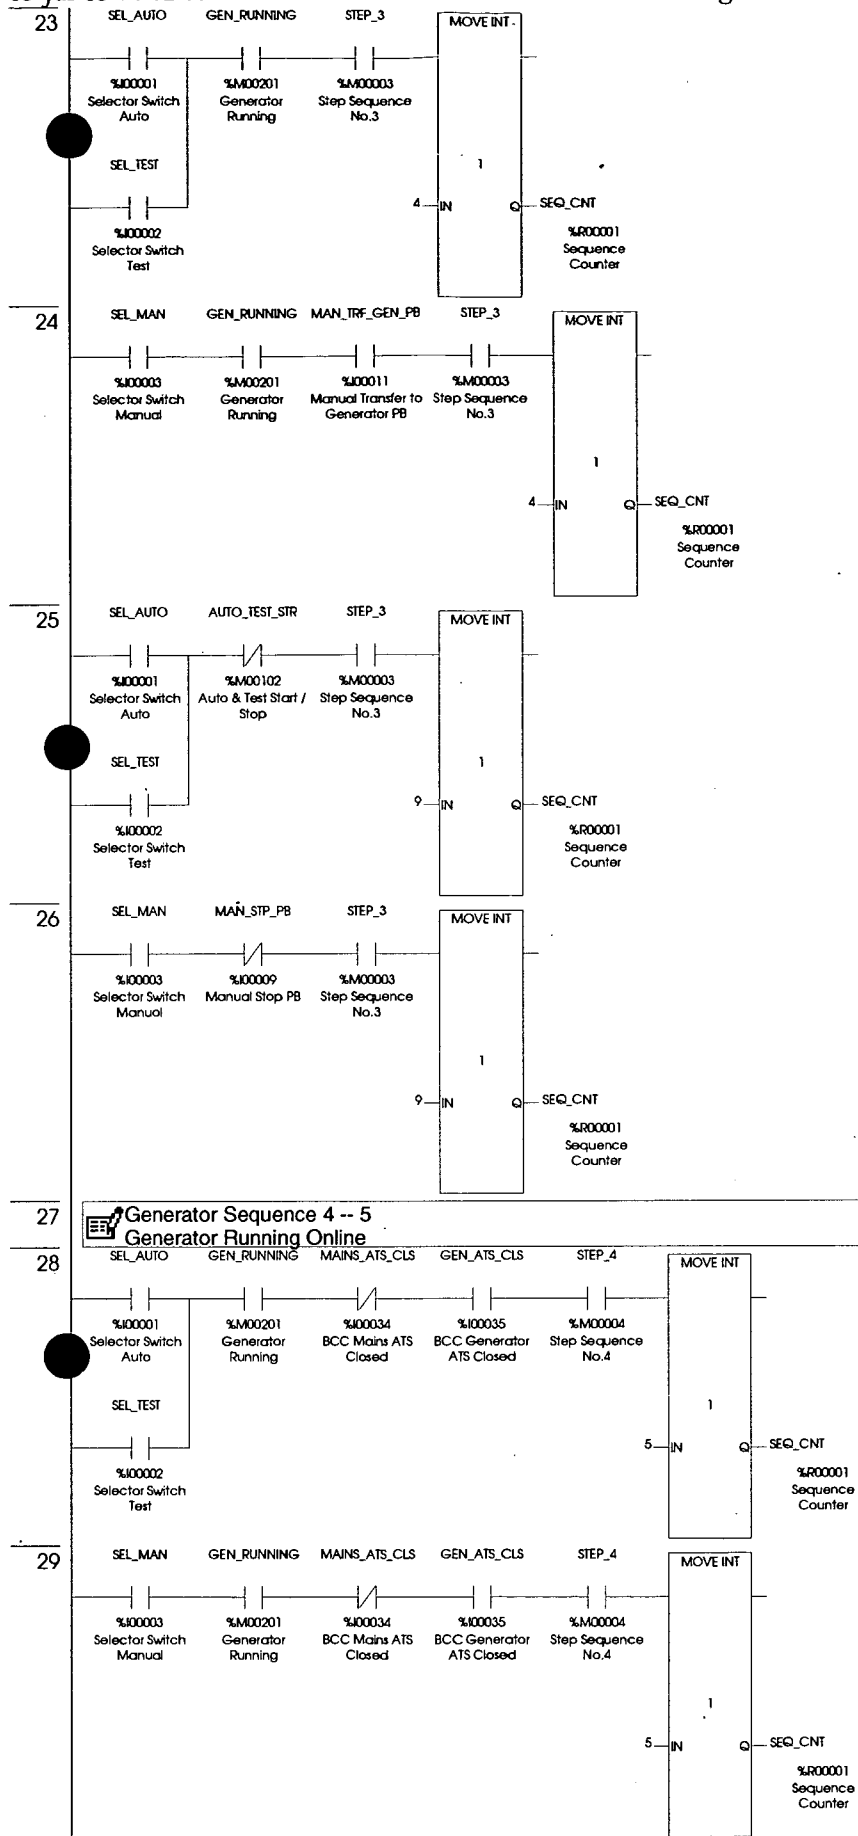 23
SEL_AUTO GEN_RUNNING STEP_3
MOVE INT
%I00001 %M00201 %M00003
Selector Switch Generator Step Sequence
Auto Running No.3
SEL_TEST
1
4 IN Q SEQ_CNT
%I00002 %R00001
Selector Switch Sequence
Test Counter
24
SEL_MAN GEN_RUNNING MAN_TRF_GEN_PB STEP_3
MOVE INT
%I00003 %M00201 %I00011 %M00003
Selector Switch Generator Manual Transfer to Step Sequence
Manual Running Generator PB No.3
1
4 IN Q SEQ_CNT
%R00001
Sequence
Counter
25
SEL_AUTO AUTO_TEST_STR STEP_3
MOVE INT
%I00001 %M00102 %M00003
Selector Switch Auto & Test Start / Step Sequence
Auto Stop No.3
SEL_TEST
1
9 IN Q SEQ_CNT
%I00002 %R00001
Selector Switch Sequence
Test Counter
26
SEL_MAN MAN_STP_PB STEP_3
MOVE INT
%I00003 %I00009 %M00003
Selector Switch Manual Stop PB Step Sequence
Manual No.3
1
9 IN Q SEQ_CNT
%R00001
Sequence
Counter
27
Generator Sequence 4 -- 5
Generator Running Online
28
SEL_AUTO GEN_RUNNING MAINS_ATS_CLS GEN_ATS_CLS STEP_4
MOVE INT
%I00001 %M00201 %I00034 %I00035 %M00004
Selector Switch Generator BCC Mains ATS BCC Generator Step Sequence
Auto Running Closed ATS Closed No.4
SEL_TEST
1
5 IN Q SEQ_CNT
%I00002 %R00001
Selector Switch Sequence
Test Counter
29
SEL_MAN GEN_RUNNING MAINS_ATS_CLS GEN_ATS_CLS STEP_4
MOVE INT
%I00003 %M00201 %I00034 %I00035 %M00004
Selector Switch Generator BCC Mains ATS BCC Generator Step Sequence
Manual Running Closed ATS Closed No.4
1
5 IN Q SEQ_CNT
%R00001
Sequence
Counter